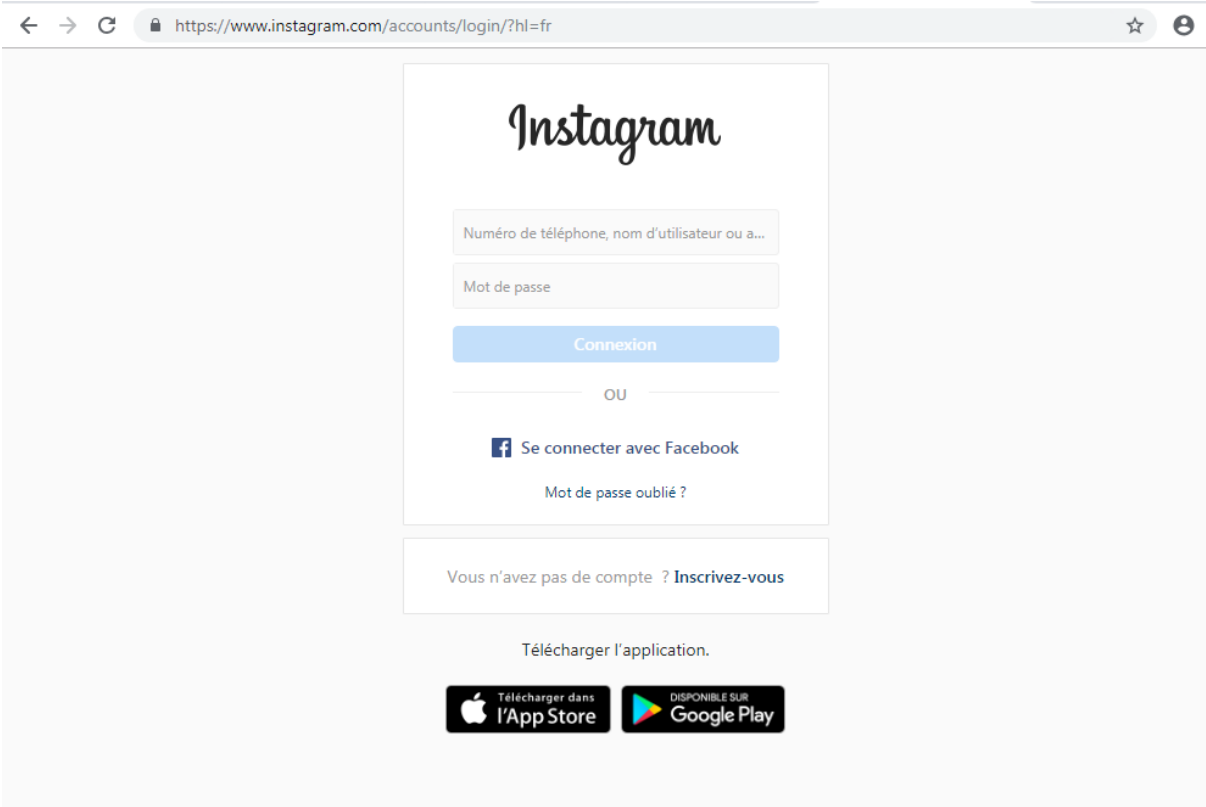 https://www.instagram.com/accounts/login/?hl=fr
Instagram
Numéro de téléphone, nom d'utilisateur ou a...
Mot de passe
Connexion
OU
Se connecter avec Facebook
Mot de passe oublié ?
Vous n'avez pas de compte ? Inscrivez-vous
Télécharger l'application.
Télécharger dans
l'App Store
DISPONIBLE SUR
Google Play